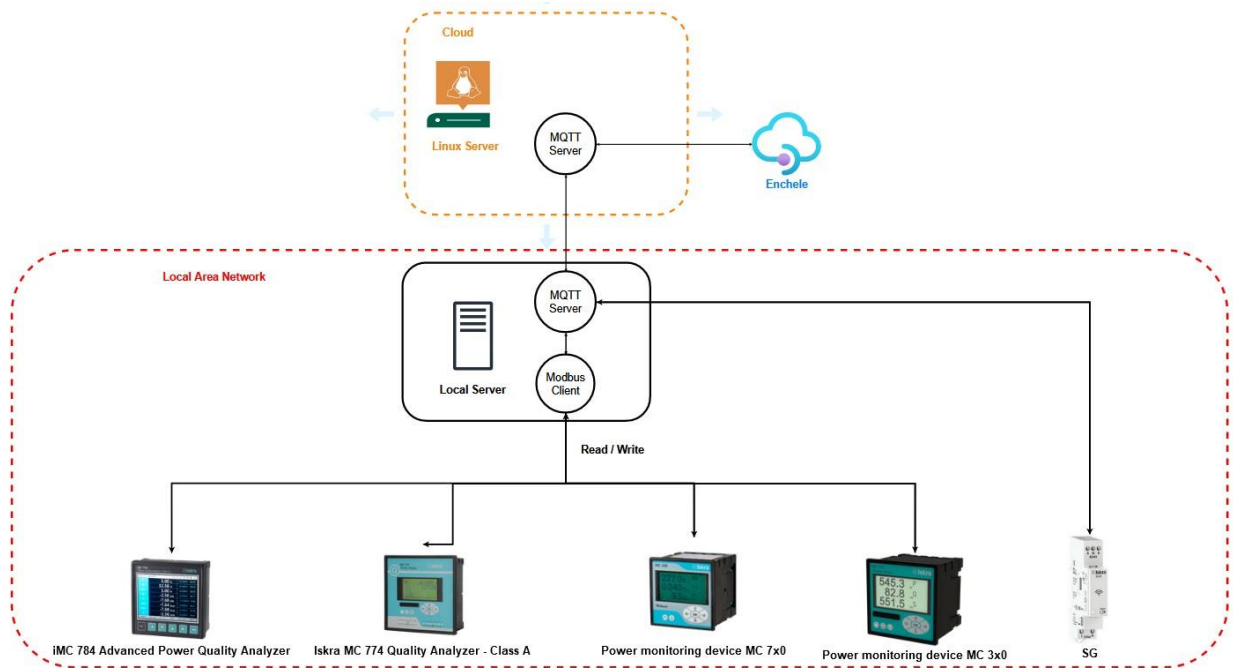 Cloud
Linux Server
MQTT
Server
Enchele
Local Area Network
MQTT
Server
Local Server
Modbus
Client
Read / Write
545.3
82.8
551.5
iMC 784 Advanced Power Quality Analyzer
Iskra MC 774 Quality Analyzer - Class A
Power monitoring device MC 7x0
Power monitoring device MC 3x0
SG